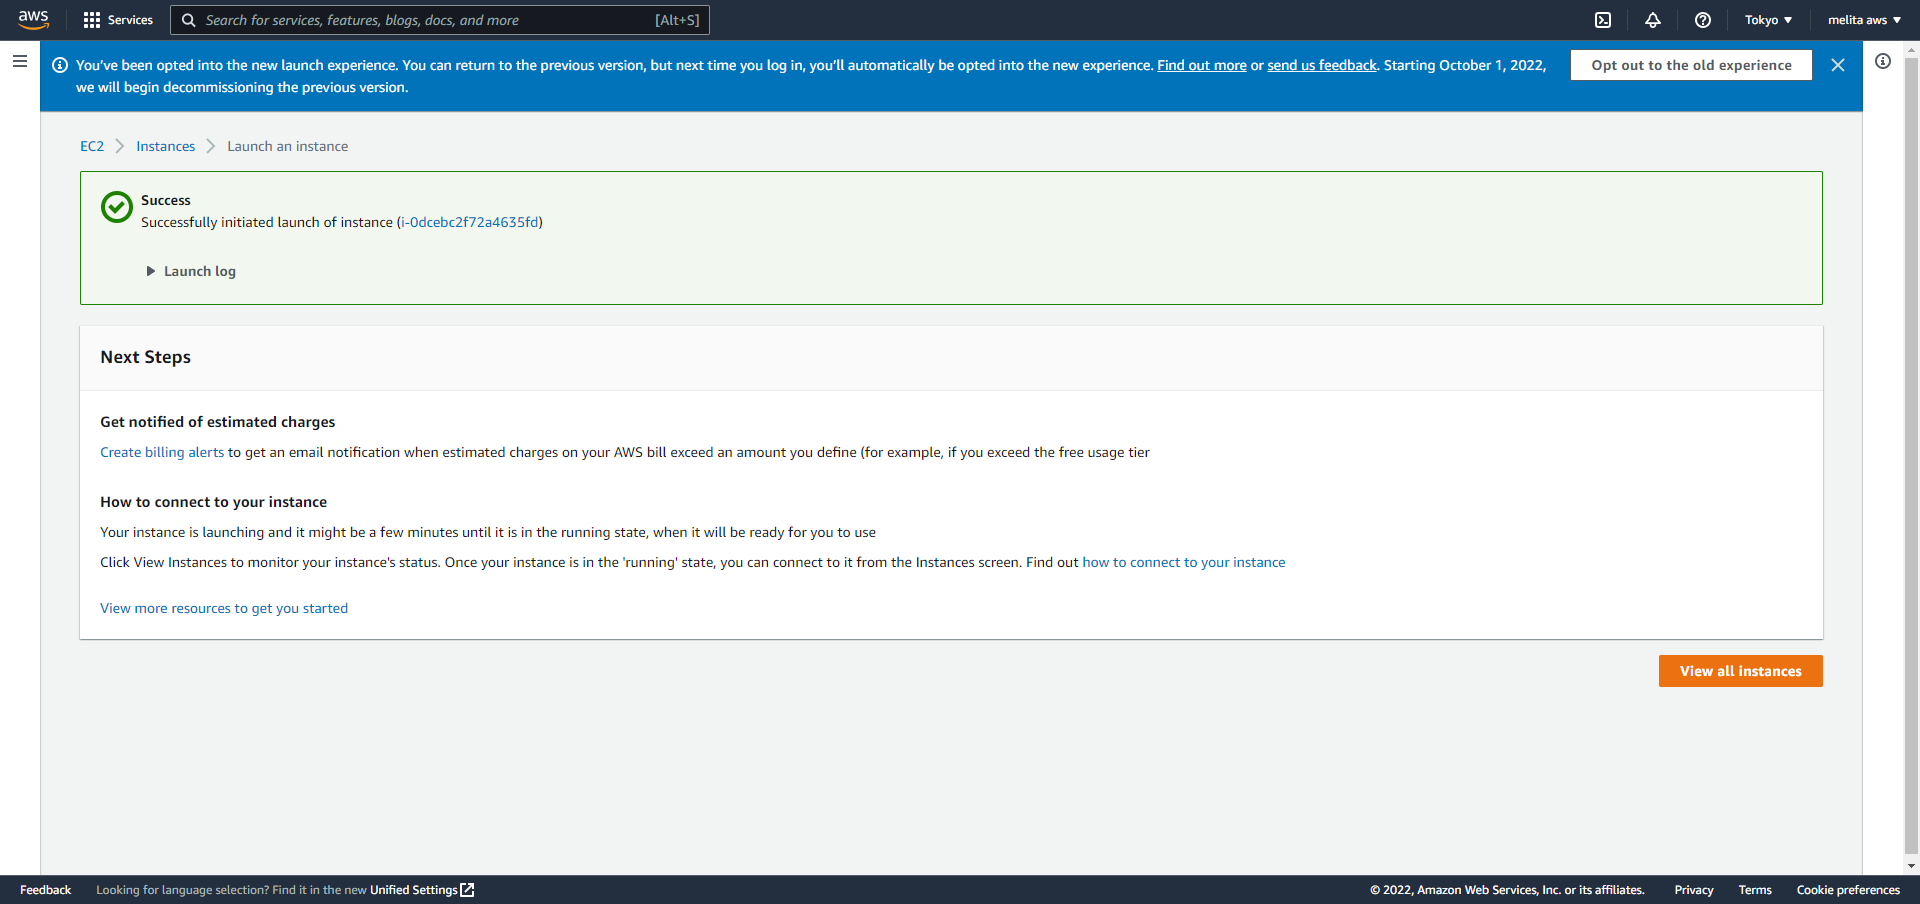 aws
Services
Search for services, features, blogs, docs, and more
[Alt+S]
Tokyo
melita aws
You've been opted into the new launch experience. You can return to the previous version, but next time you log in, you'll automatically be opted into the new experience. Find out more or send us feedback. Starting October 1, 2022,
we will begin decommissioning the previous version.
Opt out to the old experience
EC2
Instances
Launch an instance
Success
Successfully initiated launch of instance (i-0dcebc2f72a4635fd)
Launch log
Next Steps
Get notified of estimated charges
Create billing alerts to get an email notification when estimated charges on your AWS bill exceed an amount you define (for example, if you exceed the free usage tier
How to connect to your instance
Your instance is launching and it might be a few minutes until it is in the running state, when it will be ready for you to use
Click View Instances to monitor your instance's status. Once your instance is in the 'running' state, you can connect to it from the Instances screen. Find out how to connect to your instance
View more resources to get you started
View all instances
Feedback
Looking for language selection? Find it in the new Unified Settings
© 2022, Amazon Web Services, Inc. or its affiliates.
Privacy
Terms
Cookie preferences